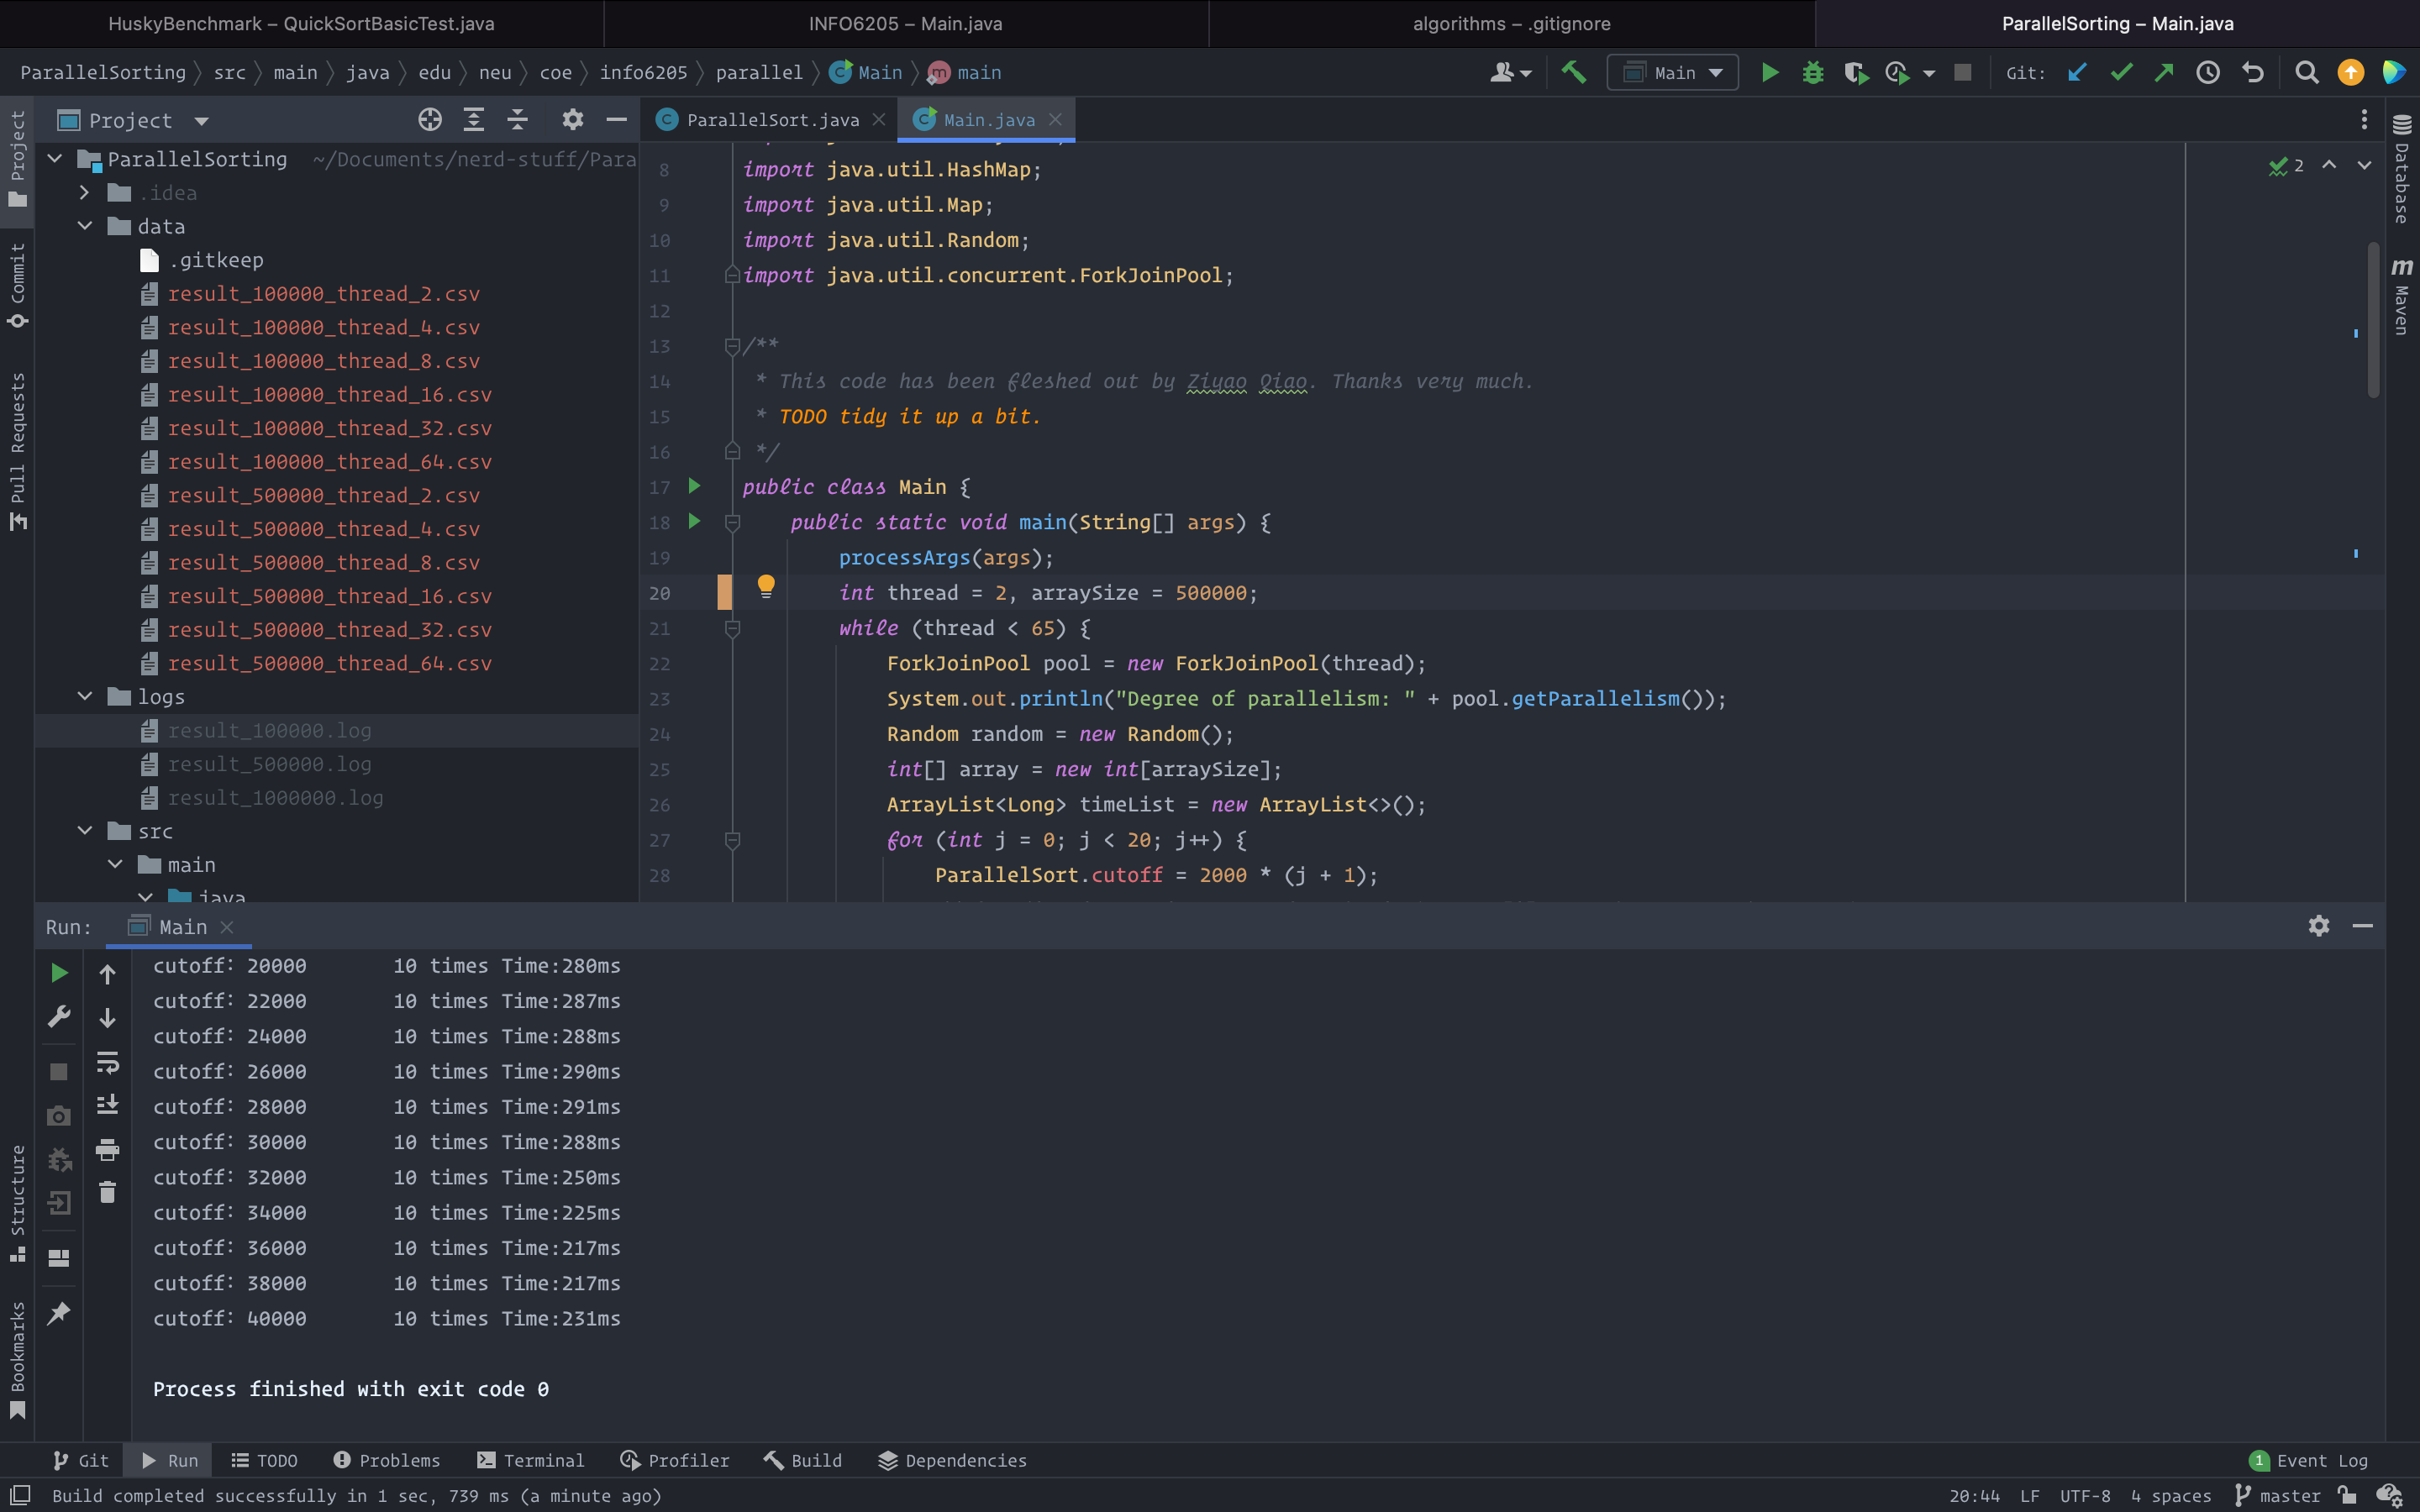 HuskyBenchmark – QuickSortBasicTest.java
INFO6205 – Main.java
algorithms – .gitignore
ParallelSorting – Main.java
ParallelSorting src main java edu neu coe info6205 parallel Main main
Main
Git:
Project
ParallelSort.java
Main.java
ParallelSorting ~/Documents/nerd-stuff/Para
.idea
data
.gitkeep
result_100000_thread_2.csv
result_100000_thread_4.csv
result_100000_thread_8.csv
result_100000_thread_16.csv
result_100000_thread_32.csv
result_100000_thread_64.csv
result_500000_thread_2.csv
result_500000_thread_4.csv
result_500000_thread_8.csv
result_500000_thread_16.csv
result_500000_thread_32.csv
result_500000_thread_64.csv
logs
result_100000.log
result_500000.log
result_1000000.log
src
main
java
Project
Commit
Pull Requests
Structure
Bookmarks
8 import java.util.HashMap;
9 import java.util.Map;
10 import java.util.Random;
11 import java.util.concurrent.ForkJoinPool;
12
13 /**
14 * This code has been fleshed out by Ziyao Qiao. Thanks very much.
15 * TODO tidy it up a bit.
16 */
17 public class Main {
18 public static void main(String[] args) {
19 processArgs(args);
20 int thread = 2, arraySize = 500000;
21 while (thread < 65) {
22 ForkJoinPool pool = new ForkJoinPool(thread);
23 System.out.println("Degree of parallelism: " + pool.getParallelism());
24 Random random = new Random();
25 int[] array = new int[arraySize];
26 ArrayList<Long> timeList = new ArrayList<>();
27 for (int j = 0; j < 20; j++) {
28 ParallelSort.cutoff = 2000 * (j + 1);
2
Database
Maven
Run: Main
cutoff: 20000 10 times Time:280ms
cutoff: 22000 10 times Time:287ms
cutoff: 24000 10 times Time:288ms
cutoff: 26000 10 times Time:290ms
cutoff: 28000 10 times Time:291ms
cutoff: 30000 10 times Time:288ms
cutoff: 32000 10 times Time:250ms
cutoff: 34000 10 times Time:225ms
cutoff: 36000 10 times Time:217ms
cutoff: 38000 10 times Time:217ms
cutoff: 40000 10 times Time:231ms
Process finished with exit code 0
Git Run TODO Problems Terminal Profiler Build Dependencies
1 Event Log
Build completed successfully in 1 sec, 739 ms (a minute ago)
20:44 LF UTF-8 4 spaces master